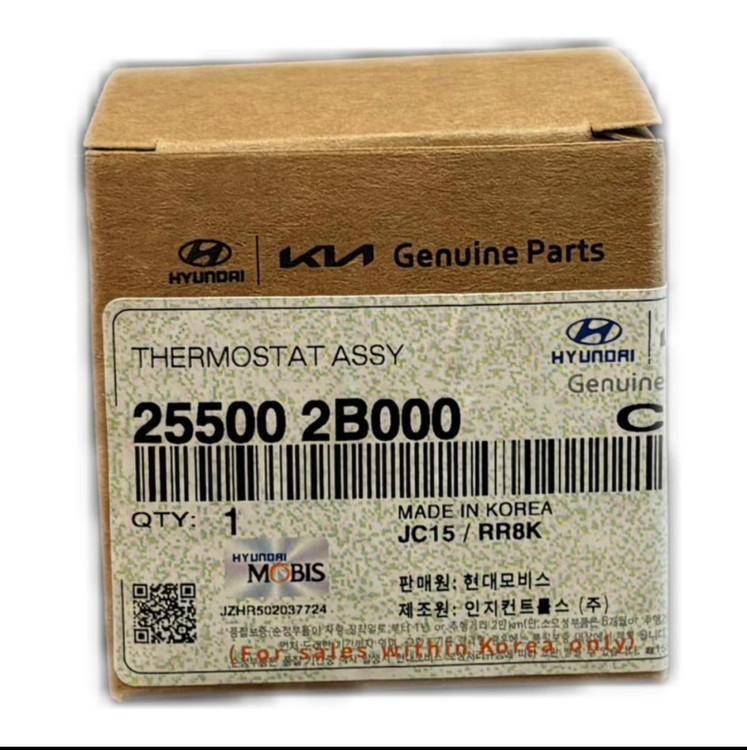 HYUNDAI KIA Genuine Parts
THERMOSTAT ASSY
HYUNDAI
Genuine
25500 2B000 C
QTY: 1
MADE IN KOREA
JC15 / RR8K
HYUNDAI
MOBIS
JZHR502037724
판매원: 현대모비스
제조원: 인지컨트롤스 (주)
(For sales within Korea only)